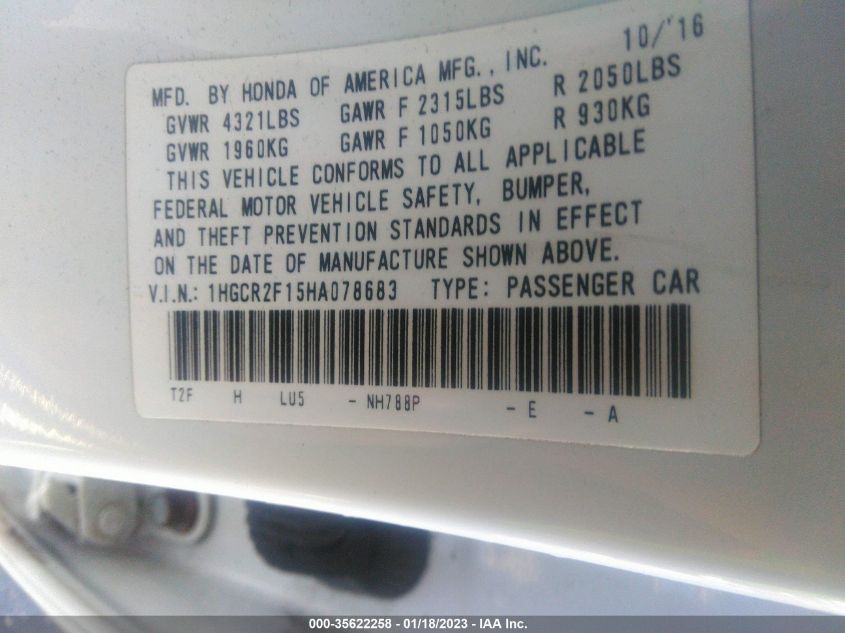 10/'16
MFD. BY HONDA OF AMERICA MFG., INC.
GVWR 4321LBS GAWR F 2315LBS R 2050LBS
GVWR 1960KG GAWR F 1050KG R 930KG
THIS VEHICLE CONFORMS TO ALL APPLICABLE
FEDERAL MOTOR VEHICLE SAFETY, BUMPER,
AND THEFT PREVENTION STANDARDS IN EFFECT
ON THE DATE OF MANUFACTURE SHOWN ABOVE.
V.I.N.: 1HGCR2F15HA078683 TYPE: PASSENGER CAR
T2F H LU5 - NH788P - E - A
000-35622258 - 01/18/2023 - IAA Inc.